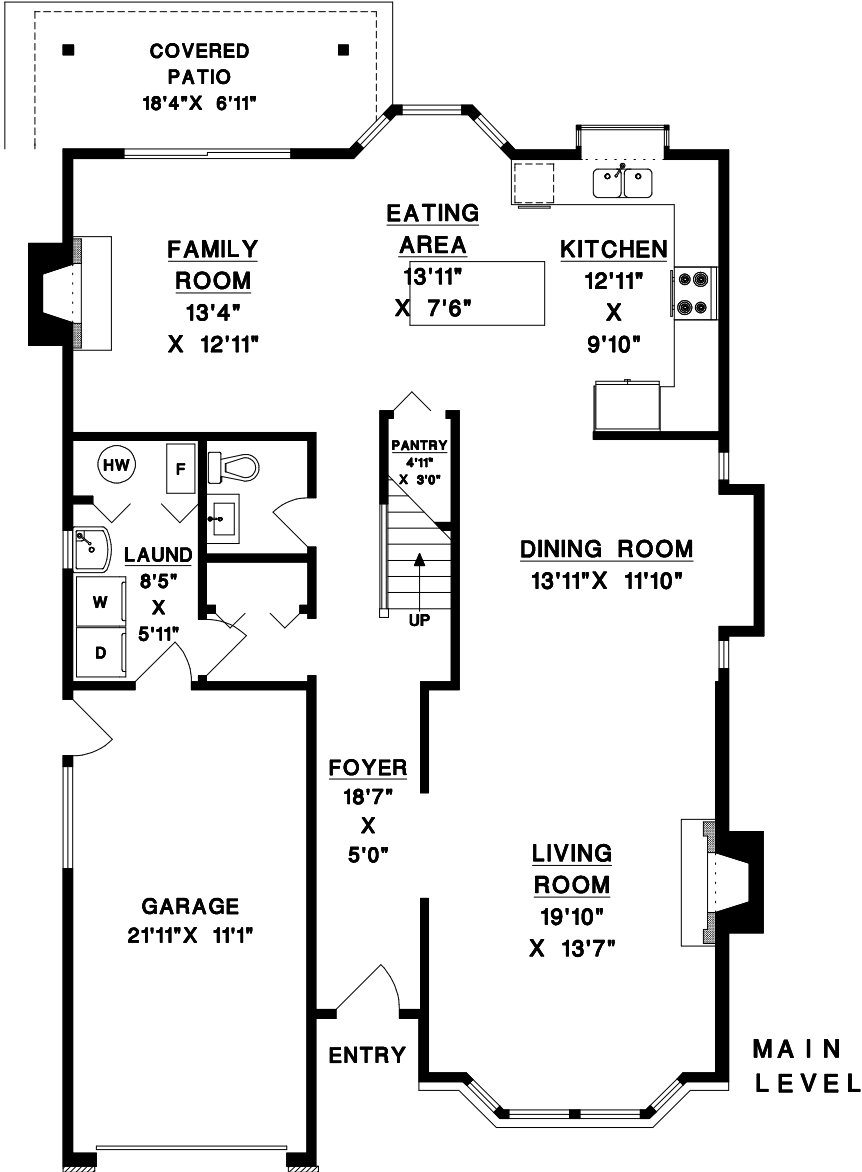 COVERED
PATIO
18'4"X 6'11"
EATING
AREA
13'11"
X 7'6"
FAMILY
ROOM
13'4"
X 12'11"
KITCHEN
12'11"
X
9'10"
PANTRY
4'11"
X 3'0"
HW
F
LAUND
8'5"
X
5'11"
W
D
UP
DINING ROOM
13'11"X 11'10"
FOYER
18'7"
X
5'0"
LIVING
ROOM
19'10"
X 13'7"
GARAGE
21'11"X 11'1"
ENTRY
MAIN
LEVEL